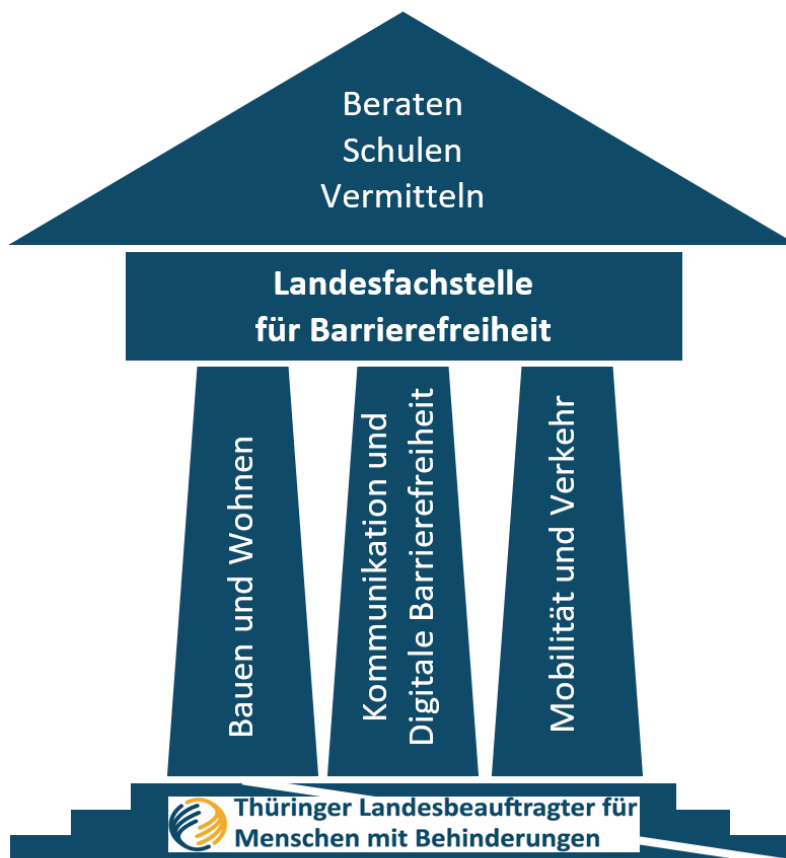 Beraten
Schulen
Vermitteln
Landesfachstelle
für Barrierefreiheit
Bauen und Wohnen
Kommunikation und
Digitale Barrierefreiheit
Mobilität und Verkehr
Thüringer Landesbeauftragter für
Menschen mit Behinderungen